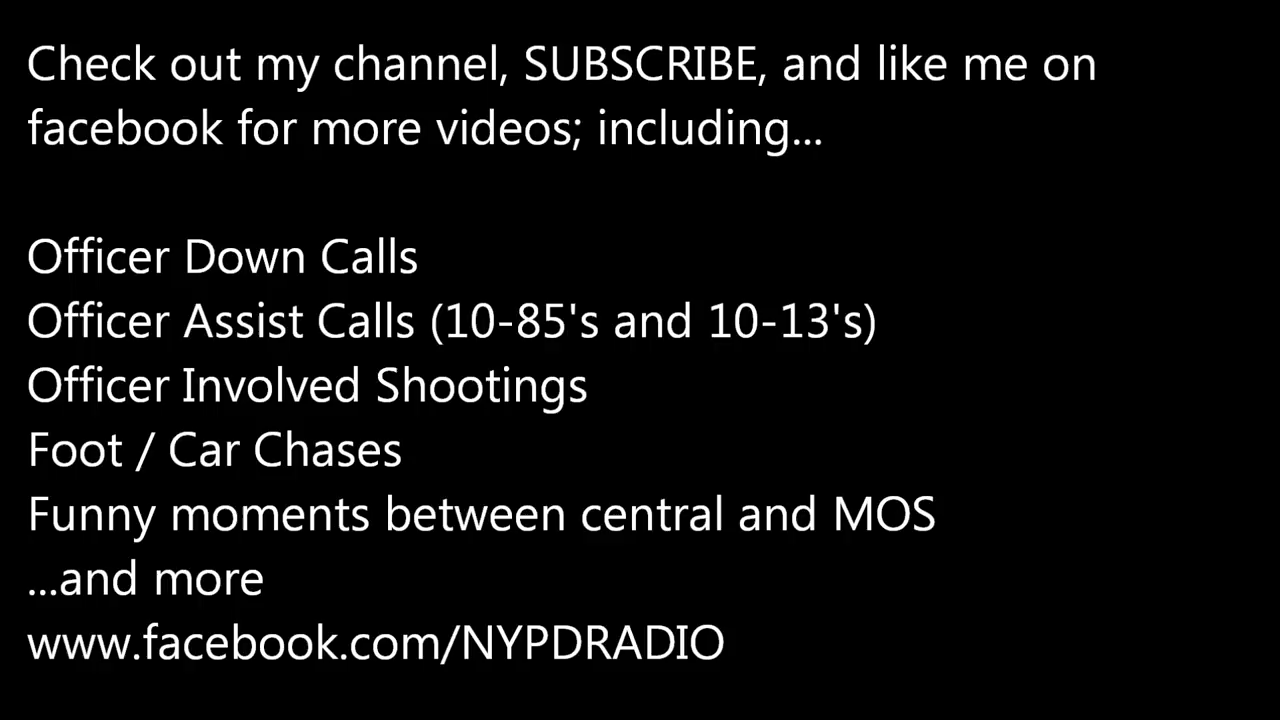 Check out my channel, SUBSCRIBE, and like me on
facebook for more videos; including...
Officer Down Calls
Officer Assist Calls (10-85's and 10-13's)
Officer Involved Shootings
Foot / Car Chases
Funny moments between central and MOS
...and more
www.facebook.com/NYPDRADIO